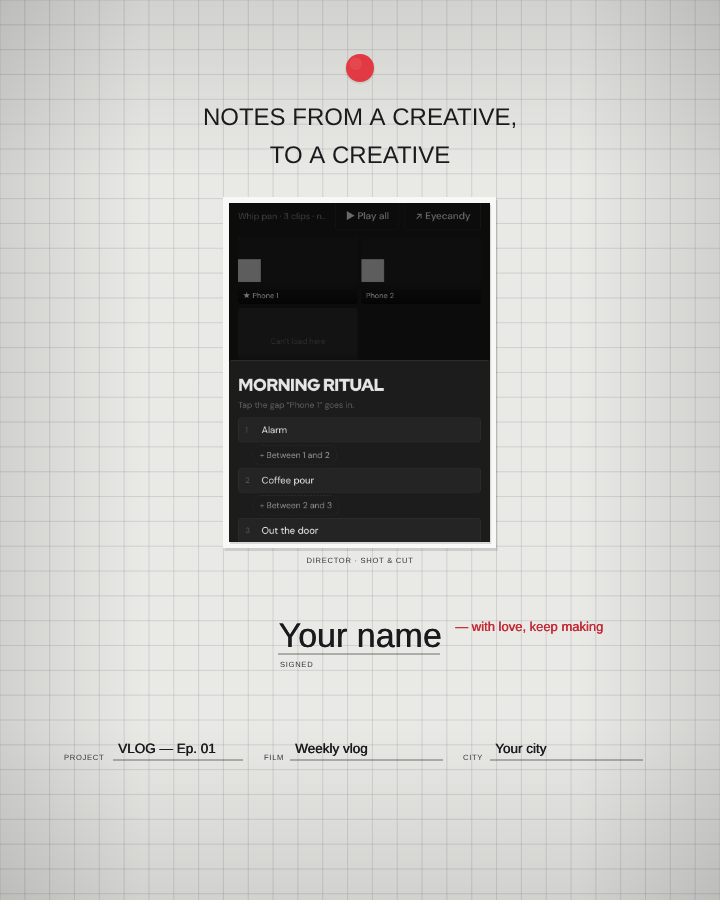 NOTES FROM A CREATIVE,
TO A CREATIVE
Whip pan · 3 clips · n..
▶ Play all
↗ Eyecandy
★ Phone 1
Phone 2
Can't load here
MORNING RITUAL
Tap the gap "Phone 1" goes in.
1 Alarm
+ Between 1 and 2
2 Coffee pour
+ Between 2 and 3
3 Out the door
DIRECTOR · SHOT & CUT
Your name
— with love, keep making
SIGNED
PROJECT VLOG — Ep. 01
FILM Weekly vlog
CITY Your city